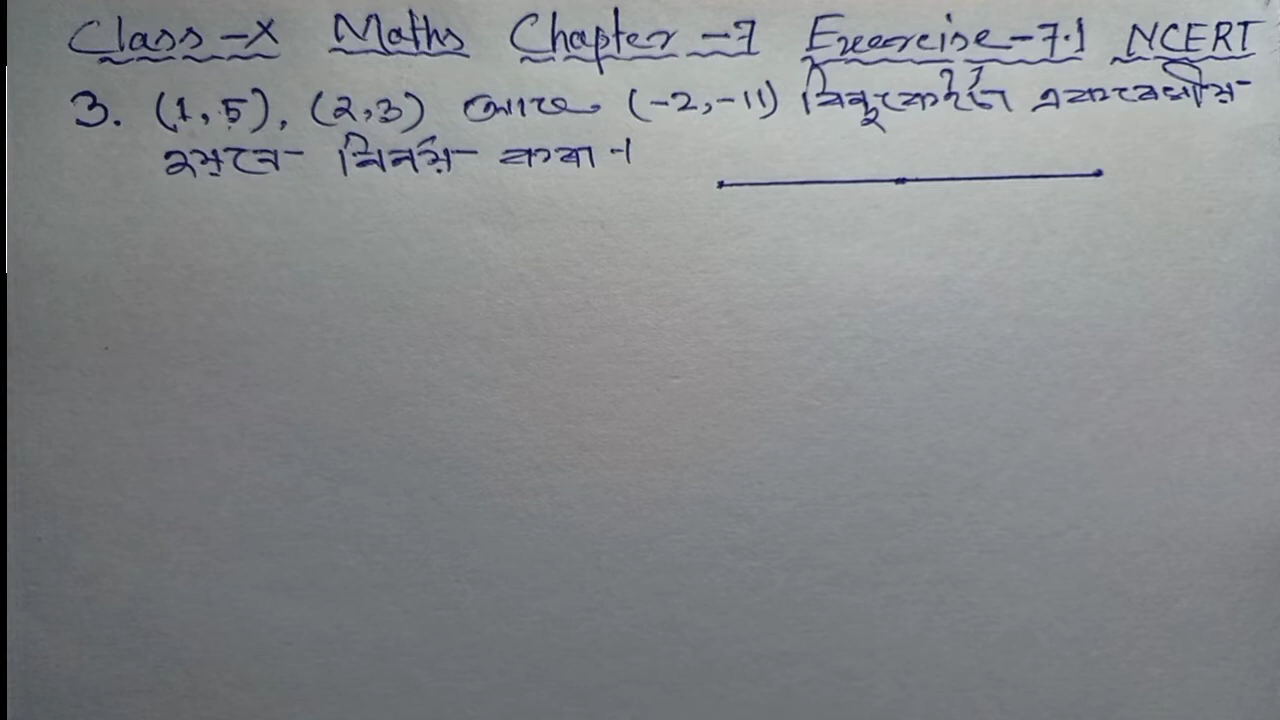 Class-X Maths Chapter-7 Exercise-7.1 NCERT
3. (1,5), (2,3) আৰু (-2,-11) বিন্দুকেইটা একৰেখীয়
হয়নে নিৰ্ণয় কৰা ।